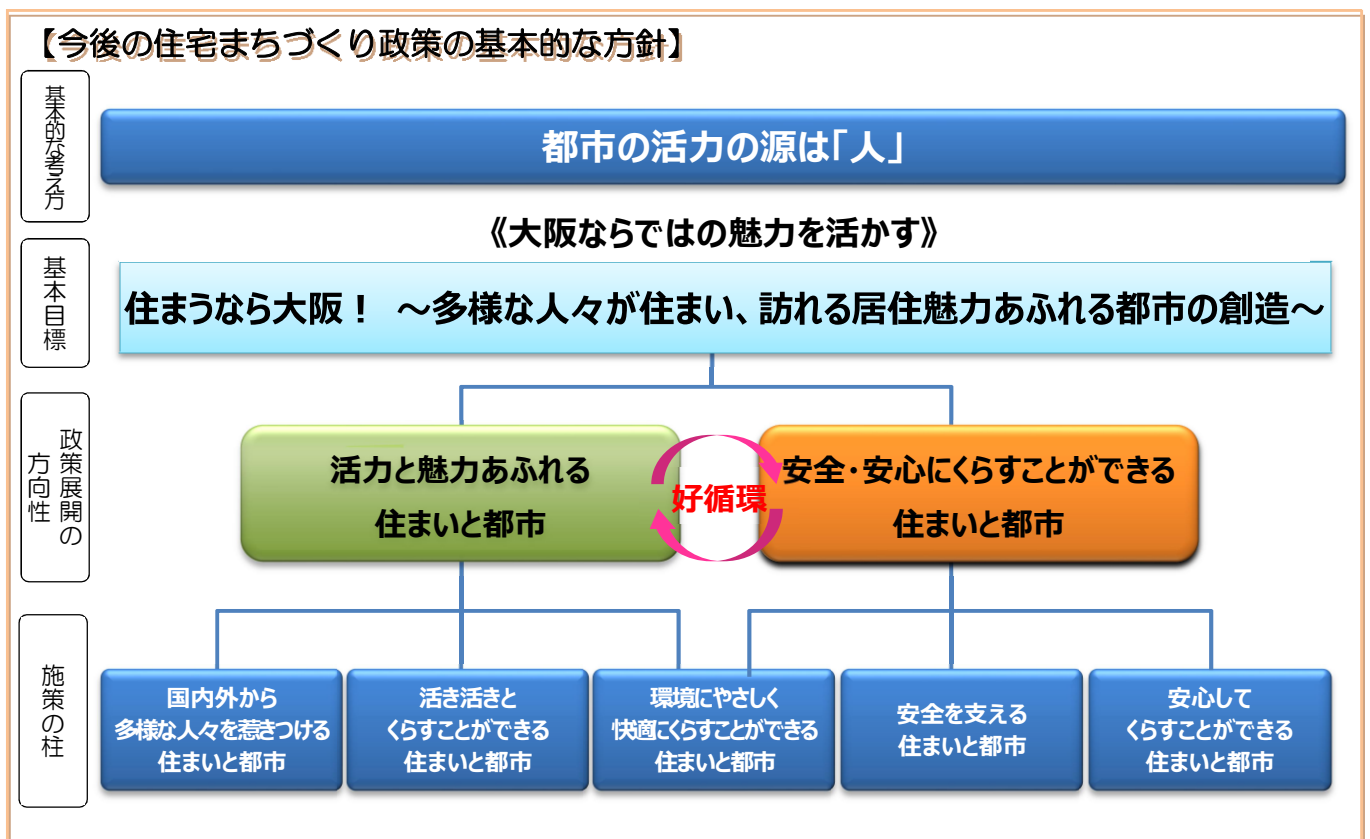 【今後の住宅まちづくり政策の基本的な方針】
基本的な考え方
都市の活力の源は「人」
《大阪ならではの魅力を活かす》
基本目標
住まうなら大阪！ ～多様な人々が住まい、訪れる居住魅力あふれる都市の創造～
政策展開の
方向性
活力と魅力あふれる
住まいと都市
好循環
安全・安心にくらすことができる
住まいと都市
施策の柱
国内外から
多様な人々を惹きつける
住まいと都市
活き活きと
くらすことができる
住まいと都市
環境にやさしく
快適にくらすことができる
住まいと都市
安全を支える
住まいと都市
安心して
くらすことができる
住まいと都市